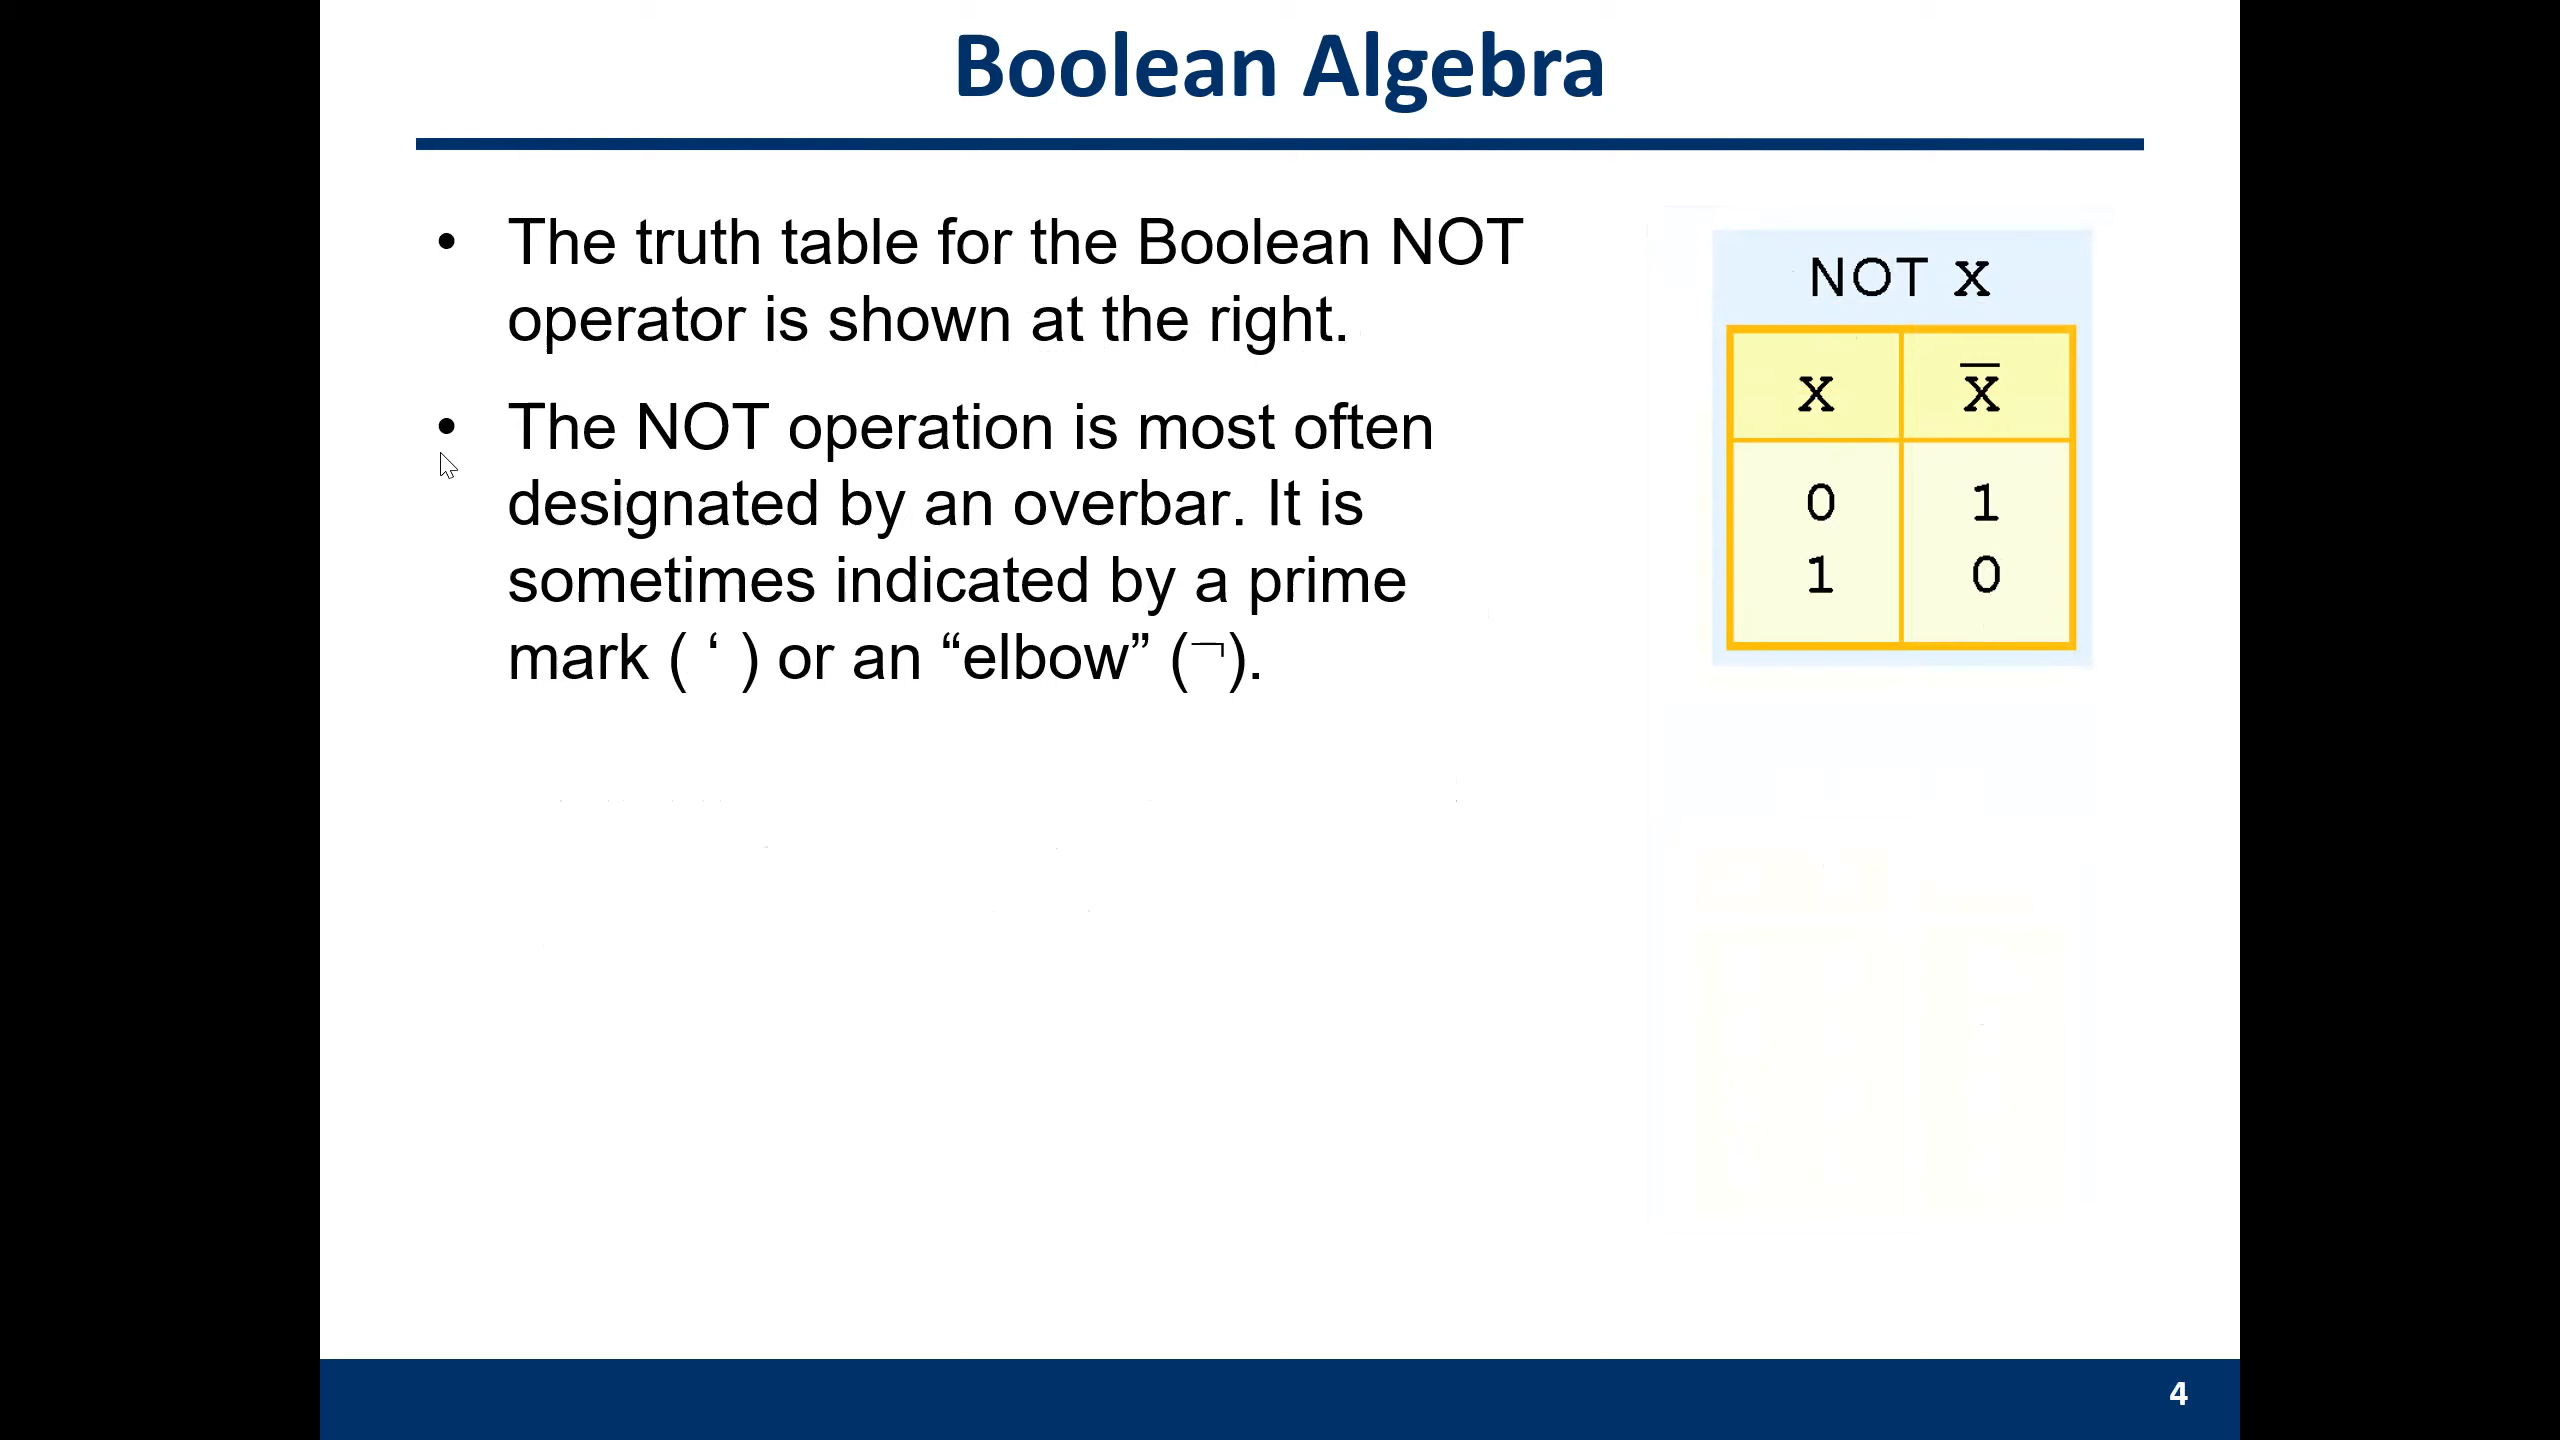 Boolean Algebra
• The truth table for the Boolean NOT
operator is shown at the right.
• The NOT operation is most often
designated by an overbar. It is
sometimes indicated by a prime
mark ( ‘ ) or an “elbow” (¬).
NOT x
x x̅
0 1
1 0
4